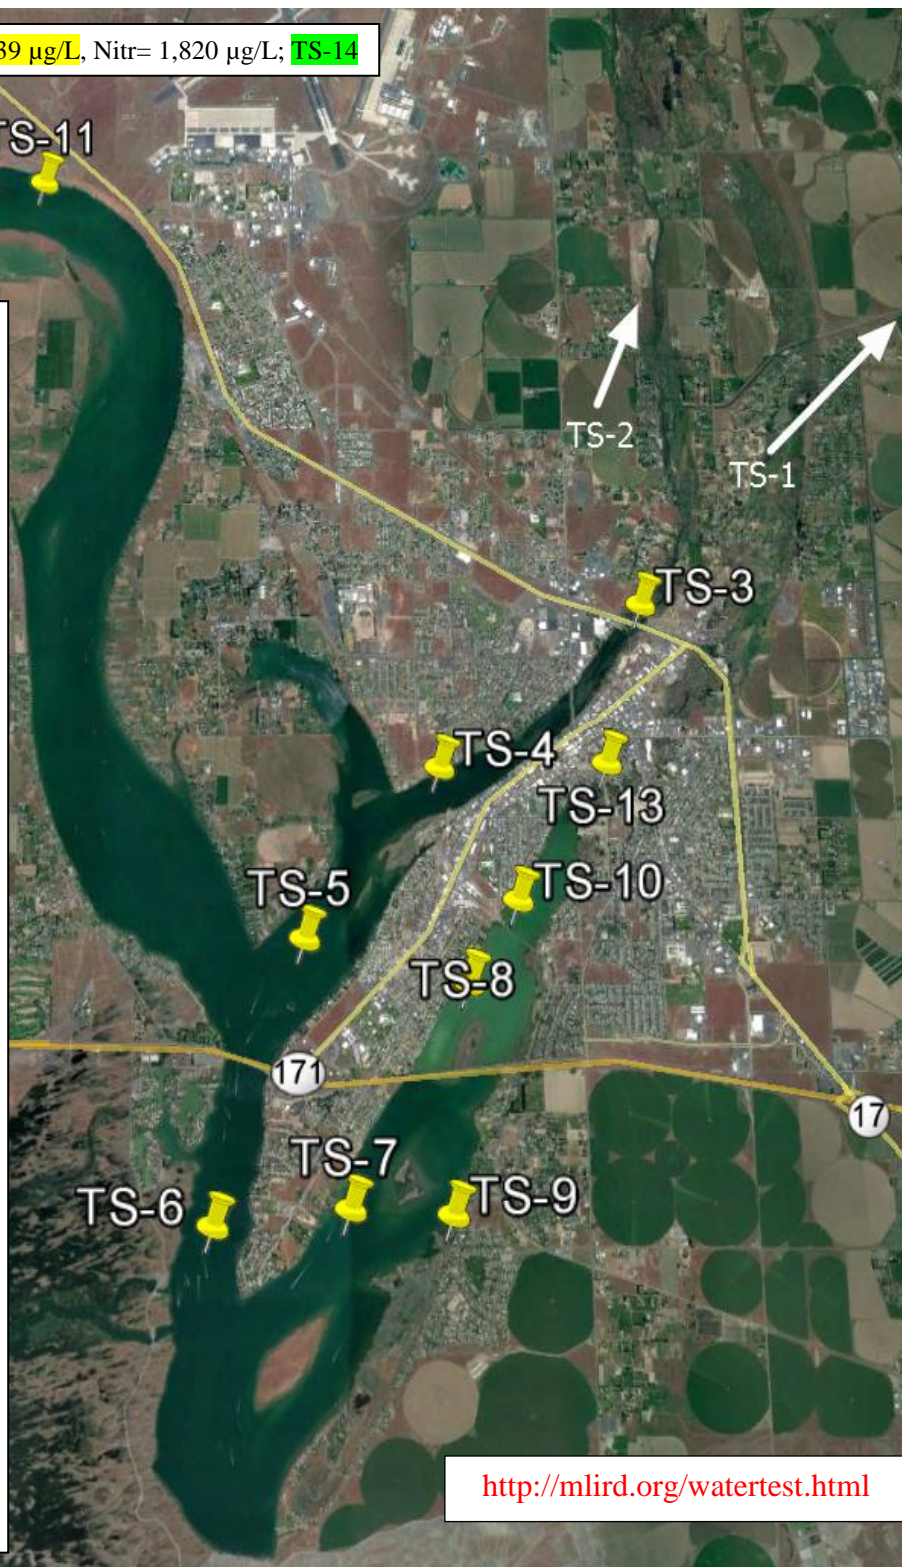 39 µg/L, Nitr= 1,820 µg/L; TS-14
TS-11
TS-2
TS-1
TS-3
TS-4
TS-13
TS-5
TS-10
TS-8
171
17
TS-7
TS-6
TS-9
http://mlird.org/watertest.html